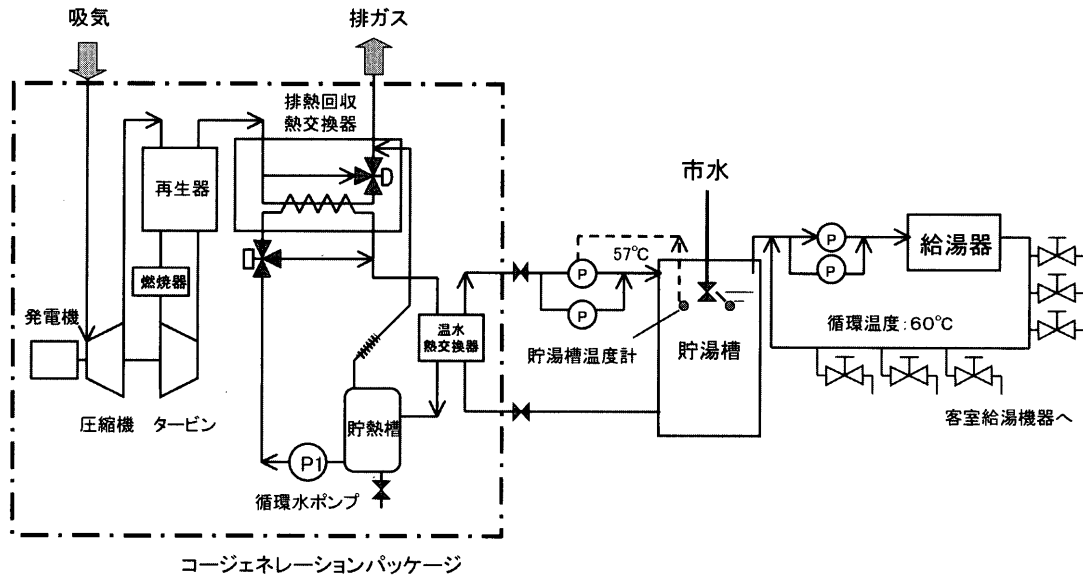 吸気
排ガス
排熱回収
熱交換器
再生器
燃焼器
発電機
圧縮機
タービン
温水
熱交換器
貯熱槽
P1
循環水ポンプ
コージェネレーションパッケージ
市水
57℃
P
P
貯湯槽温度計
貯湯槽
P
P
給湯器
循環温度:60℃
客室給湯機器へ